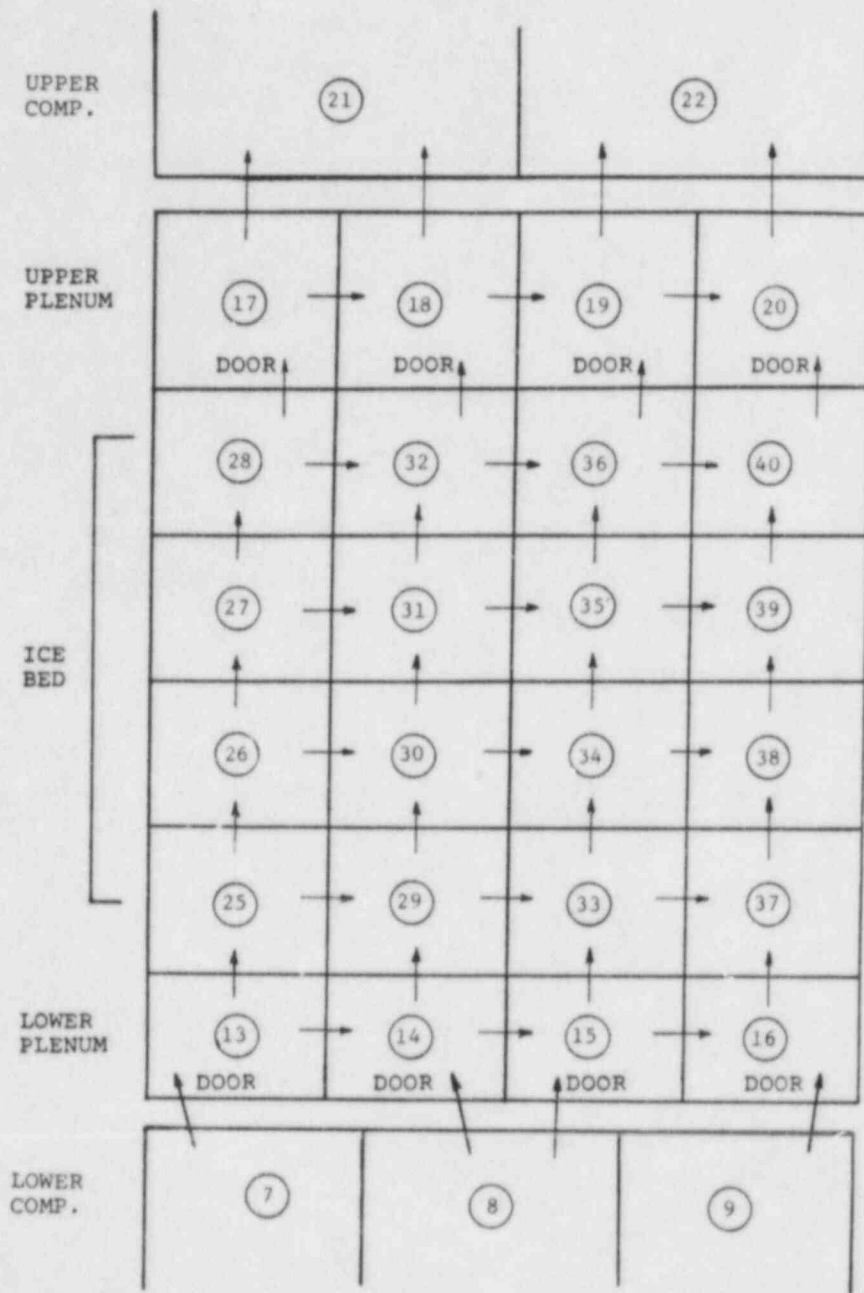 UPPER
COMP.
21
22
UPPER
PLENUM
17
18
19
20
DOOR
DOOR
DOOR
DOOR
28
32
36
40
27
31
35
39
ICE
BED
26
30
34
38
25
29
33
37
LOWER
PLENUM
13
14
15
16
DOOR
DOOR
DOOR
DOOR
LOWER
COMP.
7
8
9